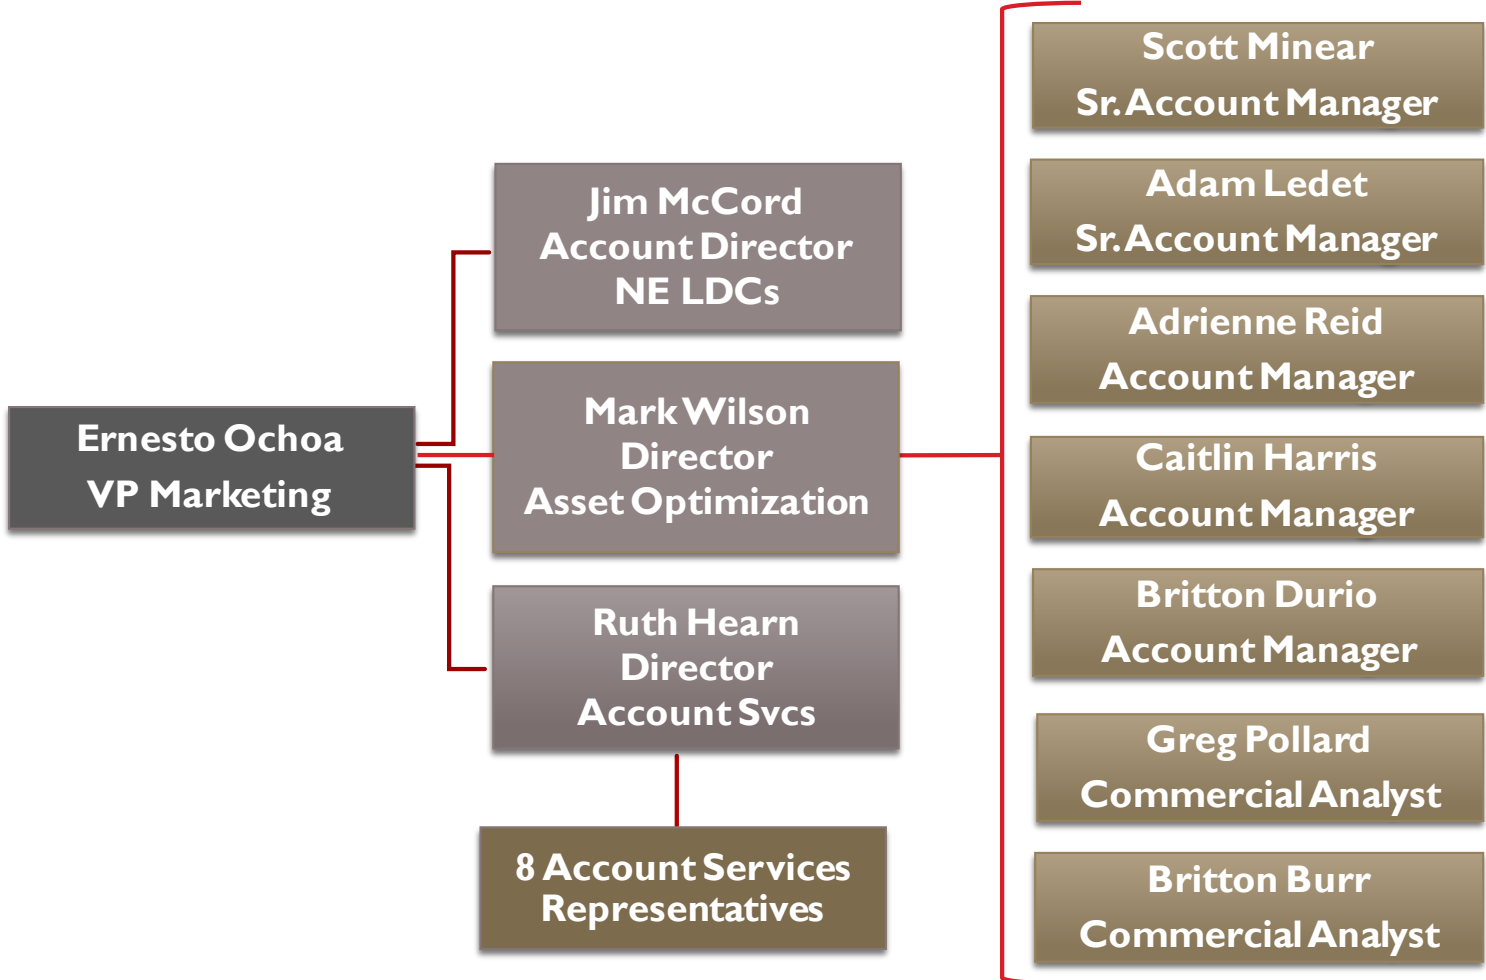 Ernesto Ochoa
VP Marketing
Jim McCord
Account Director
NE LDCs
Mark Wilson
Director
Asset Optimization
Ruth Hearn
Director
Account Svcs
8 Account Services
Representatives
Scott Minear
Sr. Account Manager
Adam Ledet
Sr. Account Manager
Adrienne Reid
Account Manager
Caitlin Harris
Account Manager
Britton Durio
Account Manager
Greg Pollard
Commercial Analyst
Britton Burr
Commercial Analyst